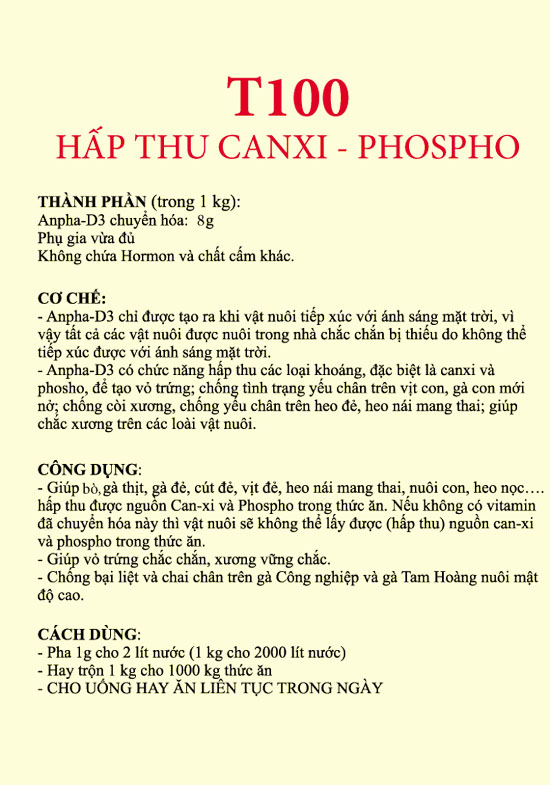 T100
HẤP THU CANXI - PHOSPHO
THÀNH PHẦN (trong 1 kg):
Anpha-D3 chuyển hóa: 8g
Phụ gia vừa đủ
Không chứa Hormon và chất cấm khác.
CƠ CHẾ:
- Anpha-D3 chỉ được tạo ra khi vật nuôi tiếp xúc với ánh sáng mặt trời, vì
vậy tất cả các vật nuôi được nuôi trong nhà chắc chắn bị thiếu do không thể
tiếp xúc được với ánh sáng mặt trời.
- Anpha-D3 có chức năng hấp thu các loại khoáng, đặc biệt là canxi và
phosho, để tạo vỏ trứng; chống tình trạng yếu chân trên vịt con, gà con mới
nở; chống còi xương, chống yếu chân trên heo đẻ, heo nái mang thai; giúp
chắc xương trên các loài vật nuôi.
CÔNG DỤNG:
- Giúp bò, gà thịt, gà đẻ, cút đẻ, vịt đẻ, heo nái mang thai, nuôi con, heo nọc….
hấp thu được nguồn Can-xi và Phospho trong thức ăn. Nếu không có vitamin
đã chuyển hóa này thì vật nuôi sẽ không thể lấy được (hấp thu) nguồn can-xi
và phospho trong thức ăn.
- Giúp vỏ trứng chắc chắn, xương vững chắc.
- Chống bại liệt và chai chân trên gà Công nghiệp và gà Tam Hoàng nuôi mật
độ cao.
CÁCH DÙNG:
- Pha 1g cho 2 lít nước (1 kg cho 2000 lít nước)
- Hay trộn 1 kg cho 1000 kg thức ăn
- CHO UỐNG HAY ĂN LIÊN TỤC TRONG NGÀY